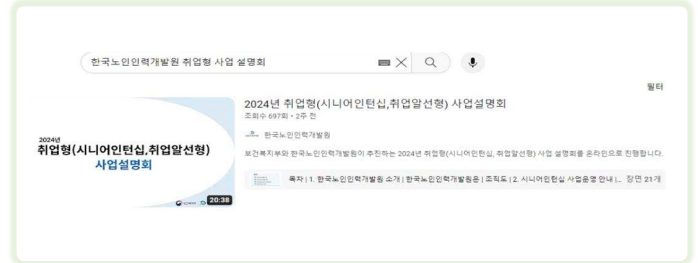 한국노인인력개발원 취업형 사업 설명회
필터
2024년
취업형(시니어인턴십,취업알선형)
사업설명회
20:38
2024년 취업형(시니어인턴십,취업알선형) 사업설명회
조회수 697회 • 2주 전
한국노인인력개발원
보건복지부와 한국노인인력개발원이 추진하는 2024년 취업형(시니어인턴십, 취업알선형) 사업 설명회를 온라인으로 진행합니다.
목차 | 1. 한국노인인력개발원 소개 | 한국노인인력개발원은 | 조직도 | 2. 시니어인턴십 사업운영 안내 |... 장면 21개